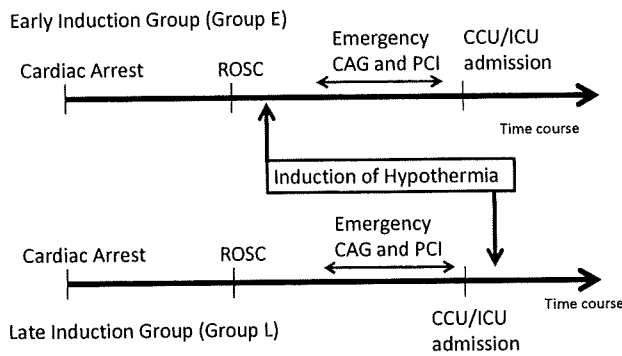 Early Induction Group (Group E)
Emergency
CAG and PCI
CCU/ICU
admission
Cardiac Arrest
ROSC
Time course
Induction of Hypothermia
Emergency
CAG and PCI
Cardiac Arrest
ROSC
Time course
CCU/ICU
admission
Late Induction Group (Group L)